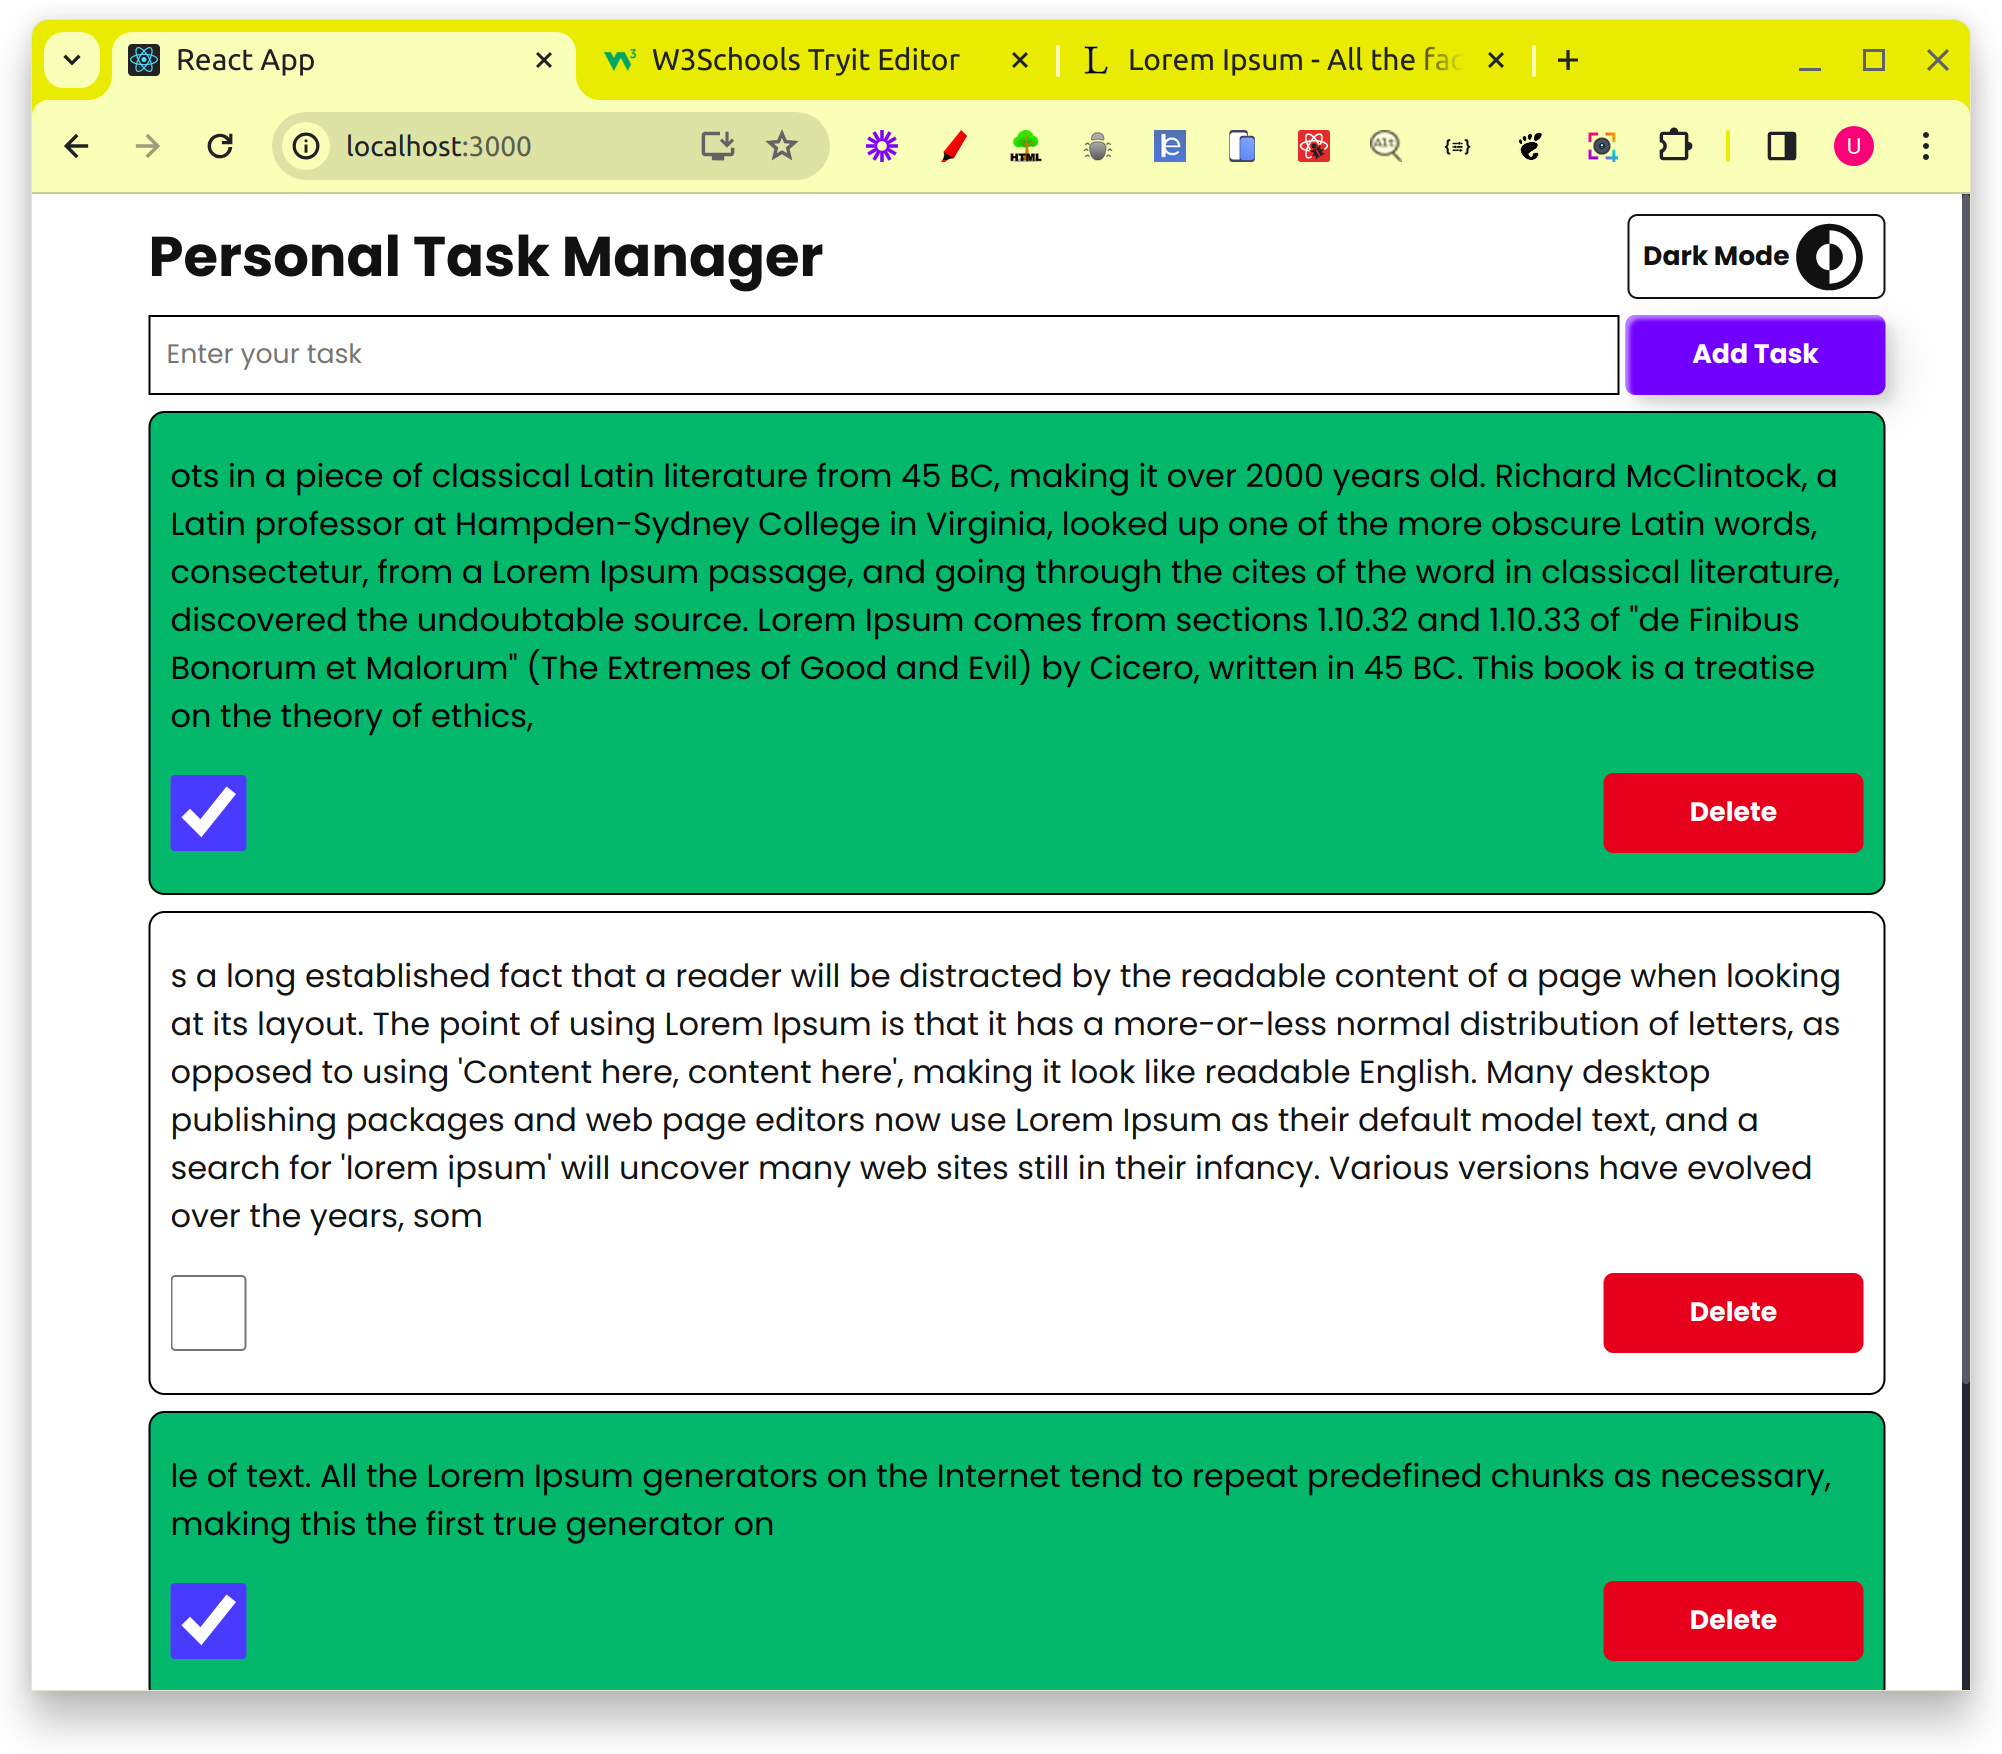 React App
W3Schools Tryit Editor
Lorem Ipsum - All the fac
localhost:3000
HTML
Alt
U
Personal Task Manager
Dark Mode
Enter your task
Add Task
ots in a piece of classical Latin literature from 45 BC, making it over 2000 years old. Richard McClintock, a
Latin professor at Hampden-Sydney College in Virginia, looked up one of the more obscure Latin words,
consectetur, from a Lorem Ipsum passage, and going through the cites of the word in classical literature,
discovered the undoubtable source. Lorem Ipsum comes from sections 1.10.32 and 1.10.33 of "de Finibus
Bonorum et Malorum" (The Extremes of Good and Evil) by Cicero, written in 45 BC. This book is a treatise
on the theory of ethics,
Delete
s a long established fact that a reader will be distracted by the readable content of a page when looking
at its layout. The point of using Lorem Ipsum is that it has a more-or-less normal distribution of letters, as
opposed to using 'Content here, content here', making it look like readable English. Many desktop
publishing packages and web page editors now use Lorem Ipsum as their default model text, and a
search for 'lorem ipsum' will uncover many web sites still in their infancy. Various versions have evolved
over the years, som
Delete
le of text. All the Lorem Ipsum generators on the Internet tend to repeat predefined chunks as necessary,
making this the first true generator on
Delete